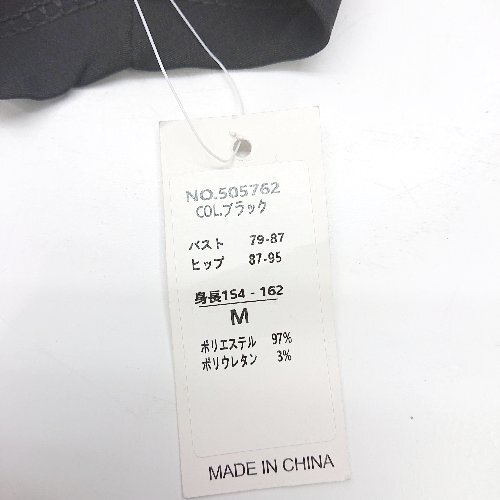 NO.505762
COL.ブラック
バスト 79-87
ヒップ 87-95
身長154 - 162
M
ポリエステル 97%
ポリウレタン 3%
MADE IN CHINA